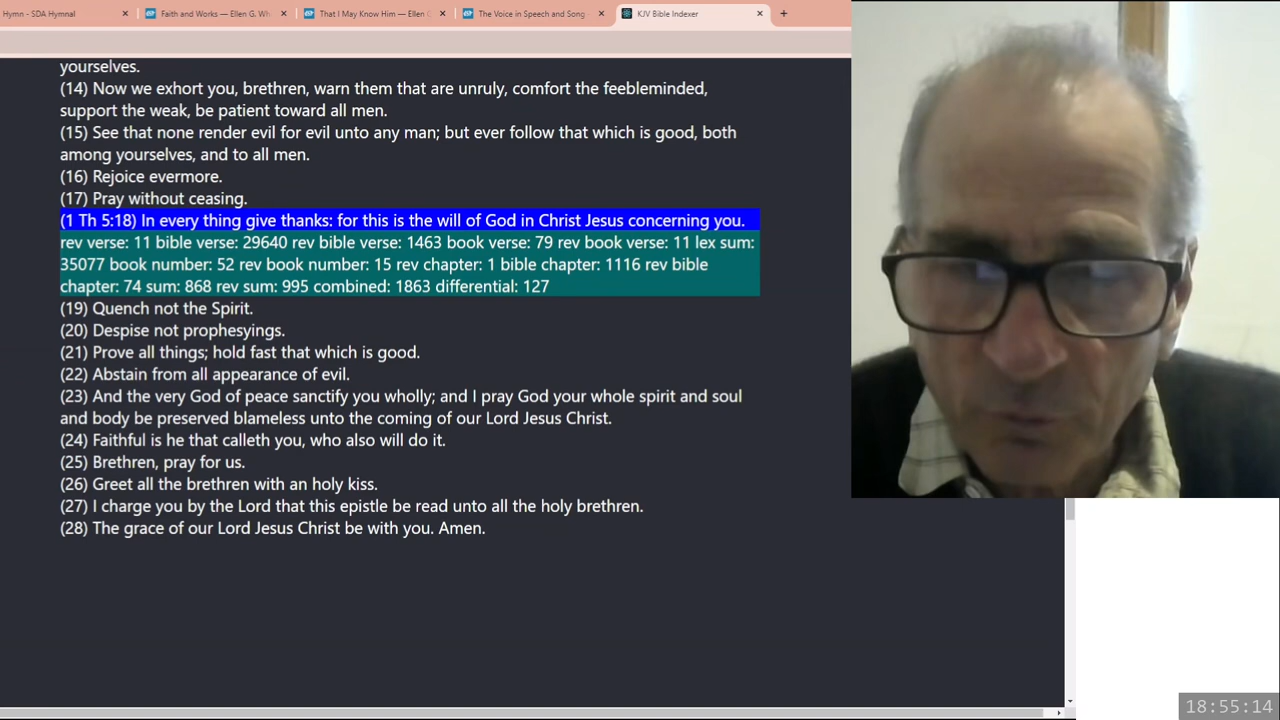 Hymn - SDA Hymnal
Faith and Works — Ellen G. Wh
That I May Know Him — Ellen G
The Voice in Speech and Song
KJV Bible Indexer
yourselves.
(14) Now we exhort you, brethren, warn them that are unruly, comfort the feebleminded,
support the weak, be patient toward all men.
(15) See that none render evil for evil unto any man; but ever follow that which is good, both
among yourselves, and to all men.
(16) Rejoice evermore.
(17) Pray without ceasing.
(1 Th 5:18) In every thing give thanks: for this is the will of God in Christ Jesus concerning you.
rev verse: 11 bible verse: 29640 rev bible verse: 1463 book verse: 79 rev book verse: 11 lex sum:
35077 book number: 52 rev book number: 15 rev chapter: 1 bible chapter: 1116 rev bible
chapter: 74 sum: 868 rev sum: 995 combined: 1863 differential: 127
(19) Quench not the Spirit.
(20) Despise not prophesyings.
(21) Prove all things; hold fast that which is good.
(22) Abstain from all appearance of evil.
(23) And the very God of peace sanctify you wholly; and I pray God your whole spirit and soul
and body be preserved blameless unto the coming of our Lord Jesus Christ.
(24) Faithful is he that calleth you, who also will do it.
(25) Brethren, pray for us.
(26) Greet all the brethren with an holy kiss.
(27) I charge you by the Lord that this epistle be read unto all the holy brethren.
(28) The grace of our Lord Jesus Christ be with you. Amen.
18:55:14